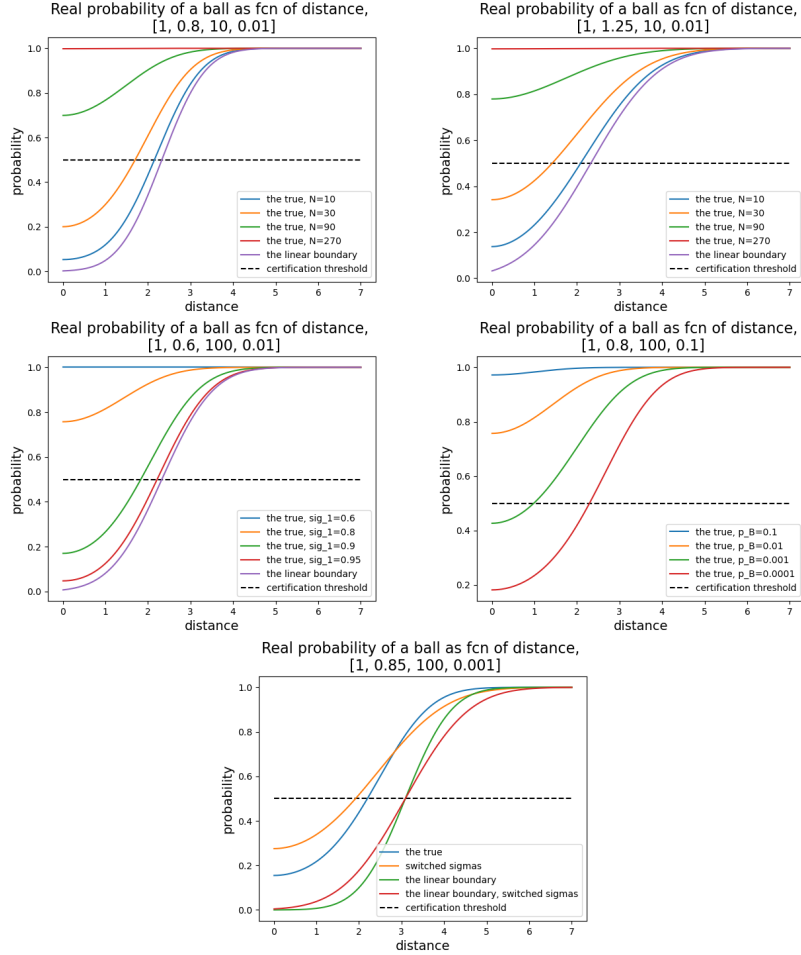 Real probability of a ball as fcn of distance,
[1, 0.8, 10, 0.01]
probability
1.0
0.8
0.6
0.4
0.2
0.0
the true, N=10
the true, N=30
the true, N=90
the true, N=270
the linear boundary
certification threshold
0 1 2 3 4 5 6 7
distance
Real probability of a ball as fcn of distance,
[1, 1.25, 10, 0.01]
probability
1.0
0.8
0.6
0.4
0.2
0.0
the true, N=10
the true, N=30
the true, N=90
the true, N=270
the linear boundary
certification threshold
0 1 2 3 4 5 6 7
distance
Real probability of a ball as fcn of distance,
[1, 0.6, 100, 0.01]
probability
1.0
0.8
0.6
0.4
0.2
0.0
the true, sig_1=0.6
the true, sig_1=0.8
the true, sig_1=0.9
the true, sig_1=0.95
the linear boundary
certification threshold
0 1 2 3 4 5 6 7
distance
Real probability of a ball as fcn of distance,
[1, 0.8, 100, 0.1]
probability
1.0
0.8
0.6
0.4
0.2
the true, p_B=0.1
the true, p_B=0.01
the true, p_B=0.001
the true, p_B=0.0001
certification threshold
0 1 2 3 4 5 6 7
distance
Real probability of a ball as fcn of distance,
[1, 0.85, 100, 0.001]
probability
1.0
0.8
0.6
0.4
0.2
0.0
the true
switched sigmas
the linear boundary
the linear boundary, switched sigmas
certification threshold
0 1 2 3 4 5 6 7
distance